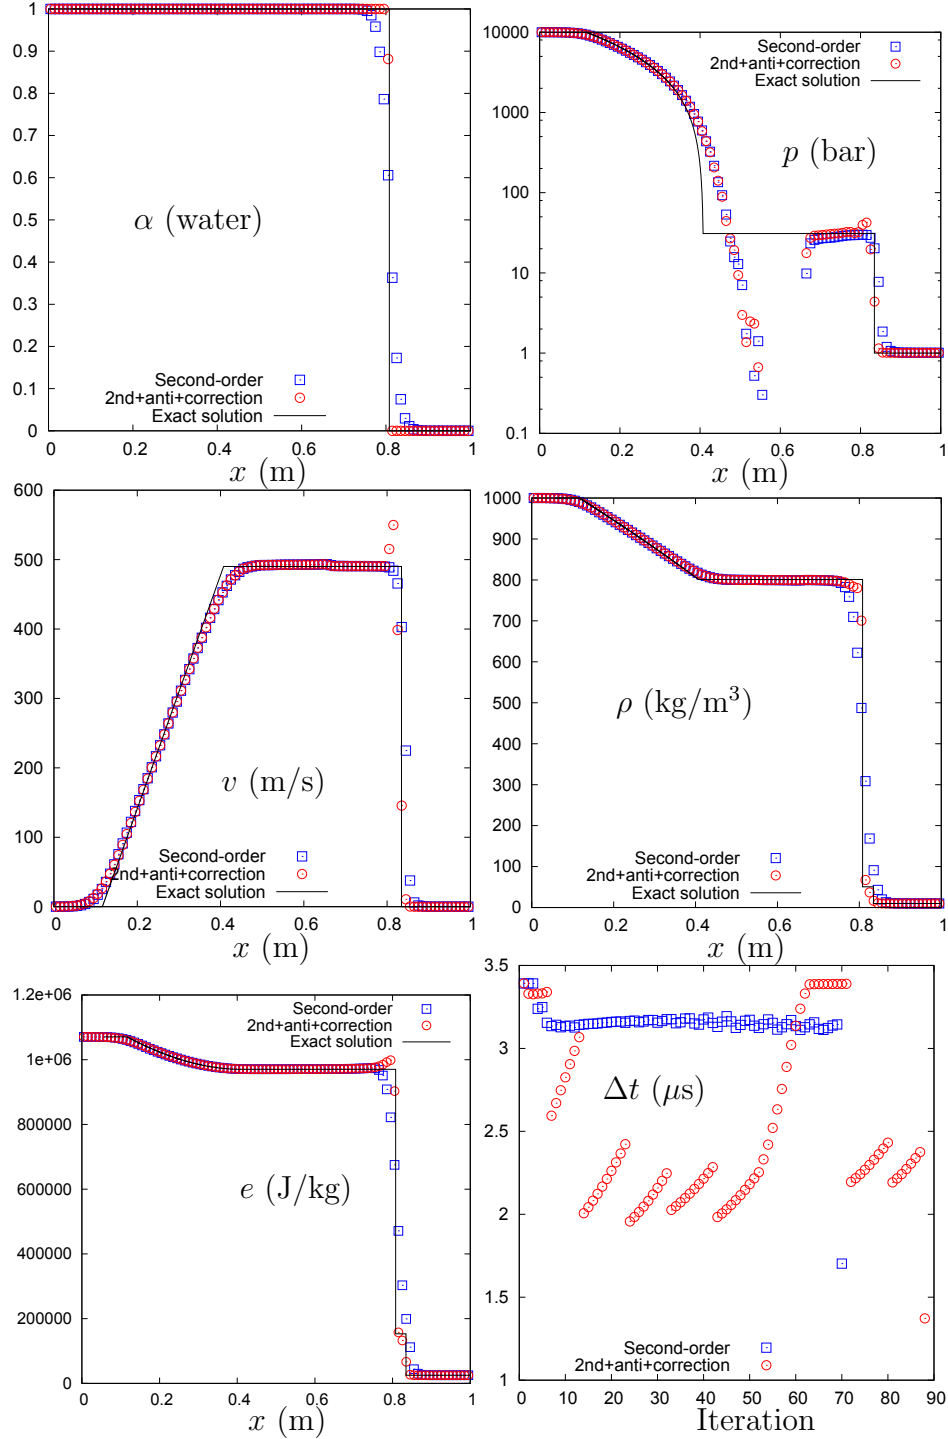 1
0.9
0.8
0.7
0.6
0.5
0.4
0.3
0.2
0.1
0
α (water)
Second-order
2nd+anti+correction
Exact solution
0 0.2 0.4 0.6 0.8 1
x (m)
10000
1000
100
10
1
0.1
Second-order
2nd+anti+correction
Exact solution
p (bar)
0 0.2 0.4 0.6 0.8 1
x (m)
600
500
400
300
200
100
0
v (m/s)
Second-order
2nd+anti+correction
Exact solution
0 0.2 0.4 0.6 0.8 1
x (m)
1000
900
800
700
600
500
400
300
200
100
0
ρ (kg/m³)
Second-order
2nd+anti+correction
Exact solution
0 0.2 0.4 0.6 0.8 1
x (m)
1.2e+06
1e+06
800000
600000
400000
200000
0
Second-order
2nd+anti+correction
Exact solution
e (J/kg)
0 0.2 0.4 0.6 0.8 1
x (m)
3.5
3
2.5
2
1.5
1
Δt (μs)
Second-order
2nd+anti+correction
0 10 20 30 40 50 60 70 80 90
Iteration